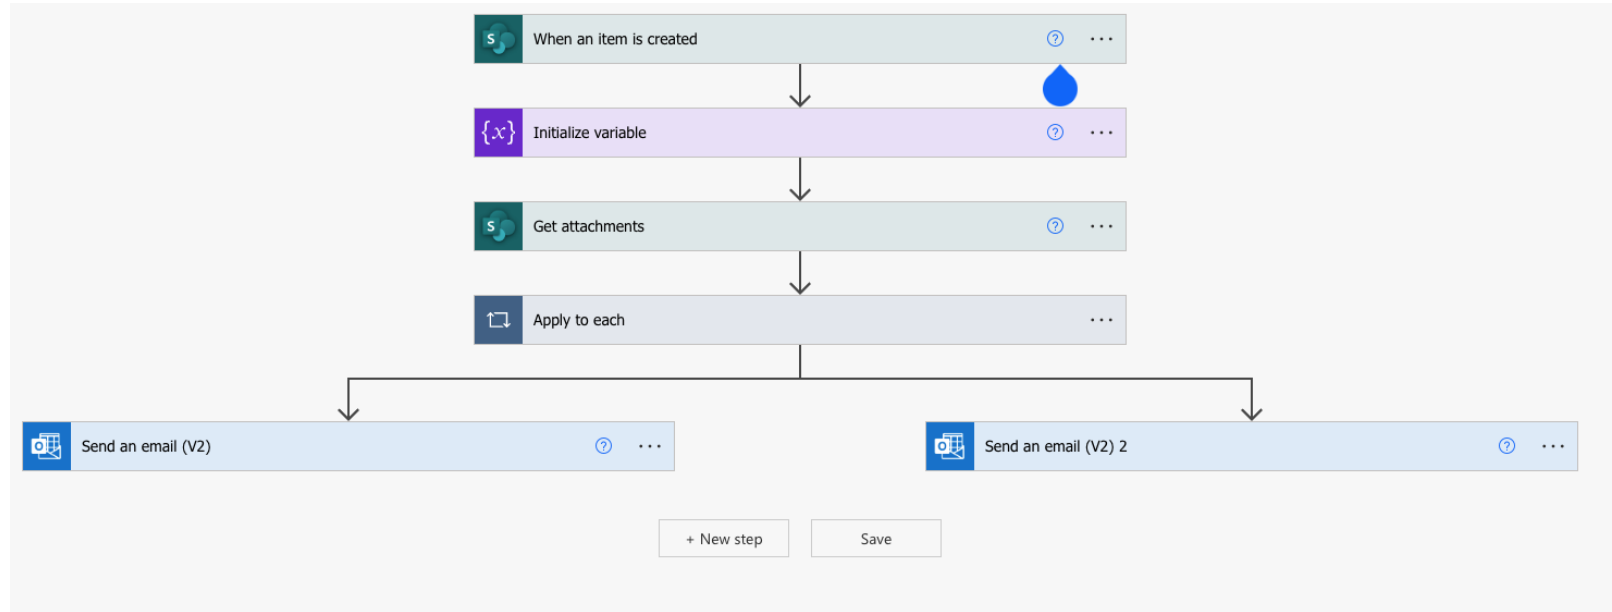 When an item is created
Initialize variable
Get attachments
Apply to each
Send an email (V2)
Send an email (V2) 2
+ New step
Save